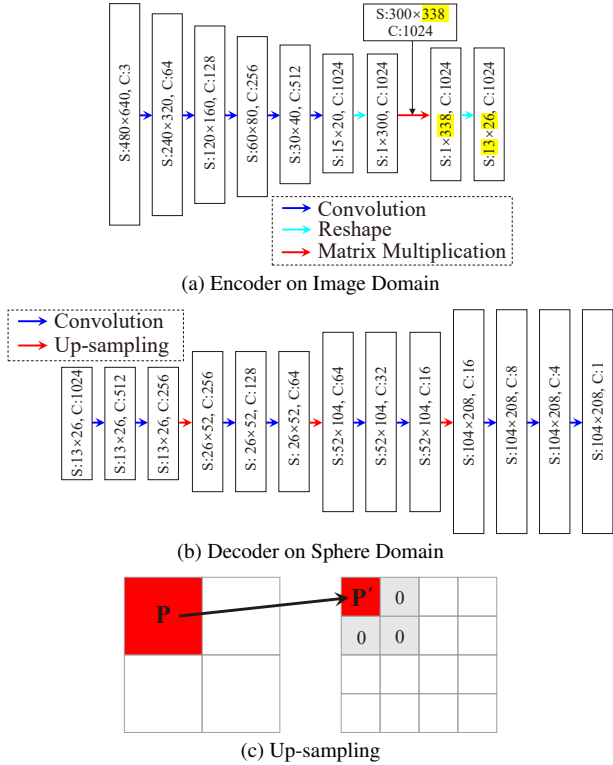 S:300×338
C:1024
S:480×640, C:3
S:240×320, C:64
S:120×160, C:128
S:60×80, C:256
S:30×40, C:512
S:15×20, C:1024
S:1×300, C:1024
S:1×338, C:1024
S:13×26, C:1024
Convolution
Reshape
Matrix Multiplication
(a) Encoder on Image Domain
Convolution
Up-sampling
S:13×26, C:1024
S:13×26, C:512
S:13×26, C:256
S:26×52, C:256
S: 26×52, C:128
S: 26×52, C:64
S:52×104, C:64
S:52×104, C:32
S:52×104, C:16
S:104×208, C:16
S:104×208, C:8
S:104×208, C:4
S:104×208, C:1
(b) Decoder on Sphere Domain
P
P′ 0
0 0
(c) Up-sampling